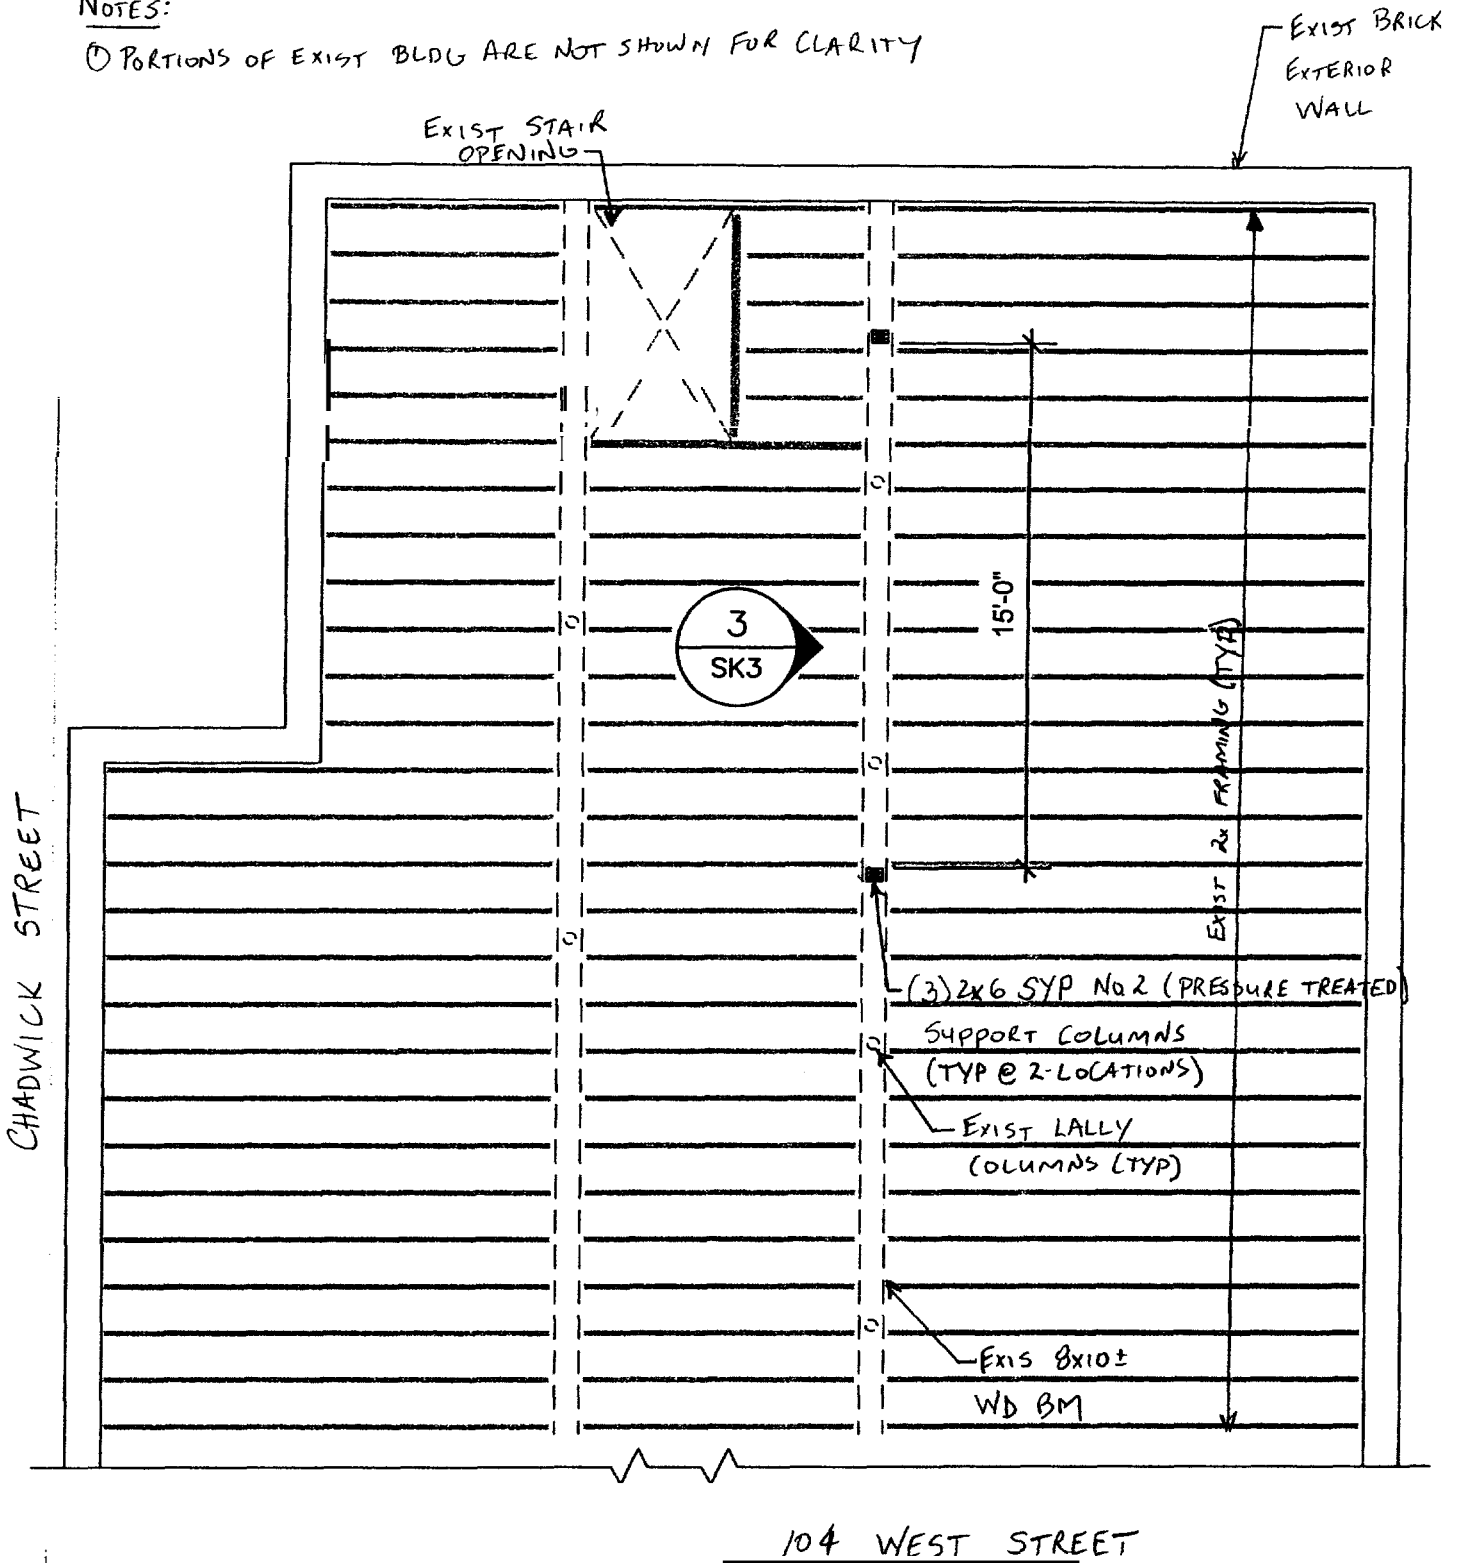 NOTES:
① PORTIONS OF EXIST BLDG ARE NOT SHOWN FOR CLARITY
EXIST BRICK
EXTERIOR
WALL
EXIST STAIR
OPENING
3
SK3
15'-0"
EXIST 2x FRAMING (TYP)
CHADWICK STREET
(3) 2x6 SYP No 2 (PRESSURE TREATED)
SUPPORT COLUMNS
(TYP @ 2-LOCATIONS)
EXIST LALLY
COLUMNS (TYP)
EXIS 8x10±
WD BM
104 WEST STREET